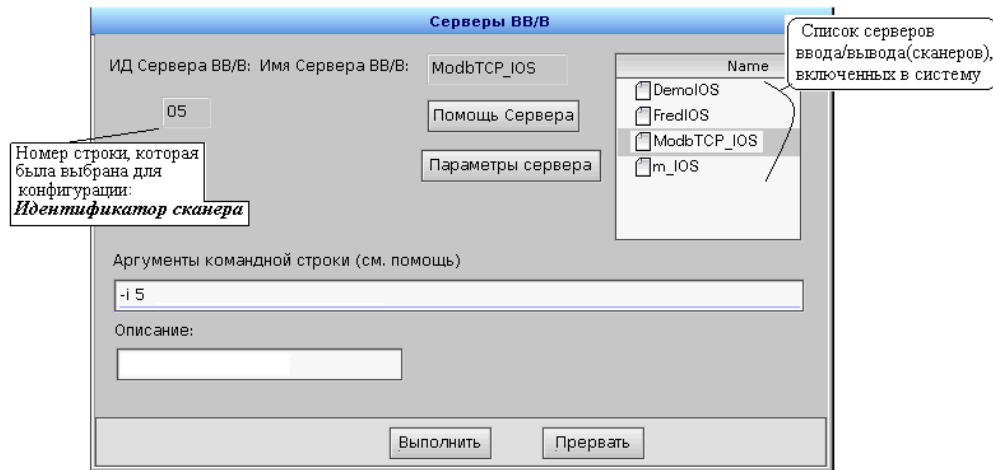 Серверы ВВ/В
Список серверов
ввода/вывода(сканеров),
включенных в систему
ИД Сервера ВВ/В: Имя Сервера ВВ/В:
ModbTCP_IOS
Name
DemoIOS
FredIOS
ModbTCP_IOS
m_IOS
05
Помощь Сервера
Параметры сервера
Номер строки, которая
была выбрана для
конфигурации:
Идентификатор сканера
Аргументы командной строки (см. помощь)
-i 5
Описание:
Выполнить
Прервать